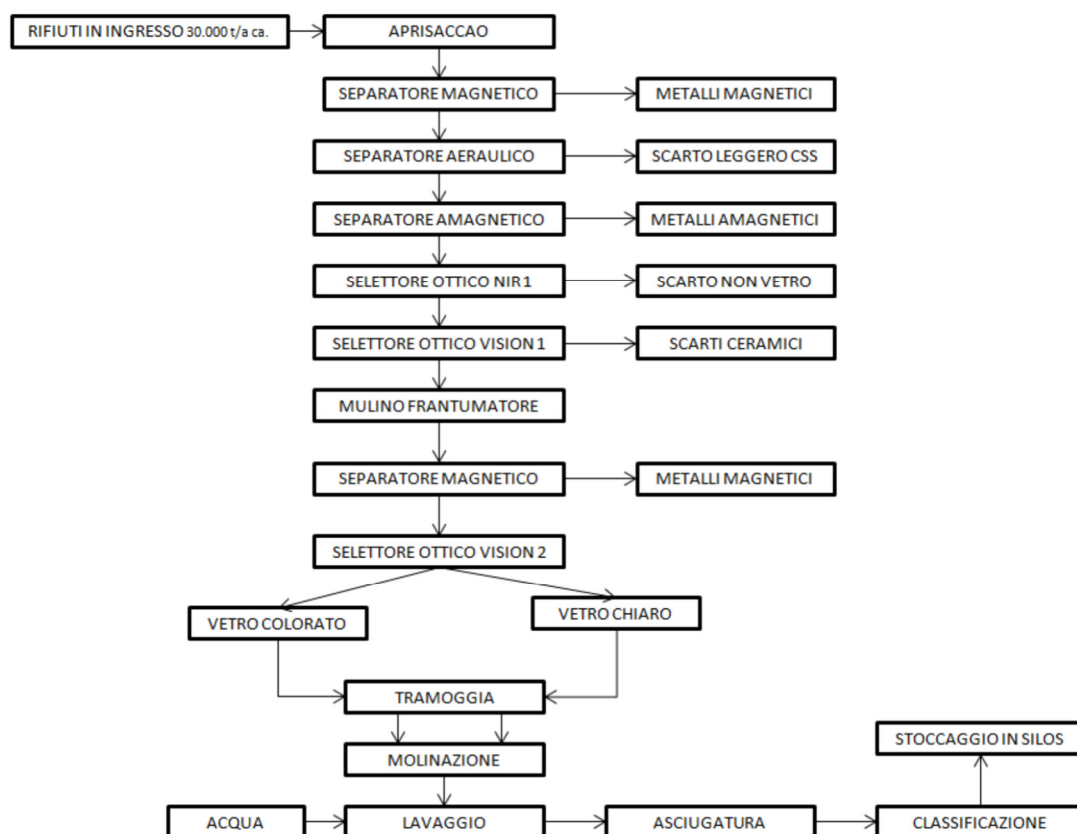 RIFIUTI IN INGRESSO 30.000 t/a ca.
APRISACCAO
SEPARATORE MAGNETICO
METALLI MAGNETICI
SEPARATORE AERAULICO
SCARTO LEGGERO CSS
SEPARATORE AMAGNETICO
METALLI AMAGNETICI
SELETTORE OTTICO NIR 1
SCARTO NON VETRO
SELETTORE OTTICO VISION 1
SCARTI CERAMICI
MULINO FRANTUMATORE
SEPARATORE MAGNETICO
METALLI MAGNETICI
SELETTORE OTTICO VISION 2
VETRO COLORATO
VETRO CHIARO
TRAMOGGIA
MOLINAZIONE
STOCCAGGIO IN SILOS
ACQUA
LAVAGGIO
ASCIUGATURA
CLASSIFICAZIONE